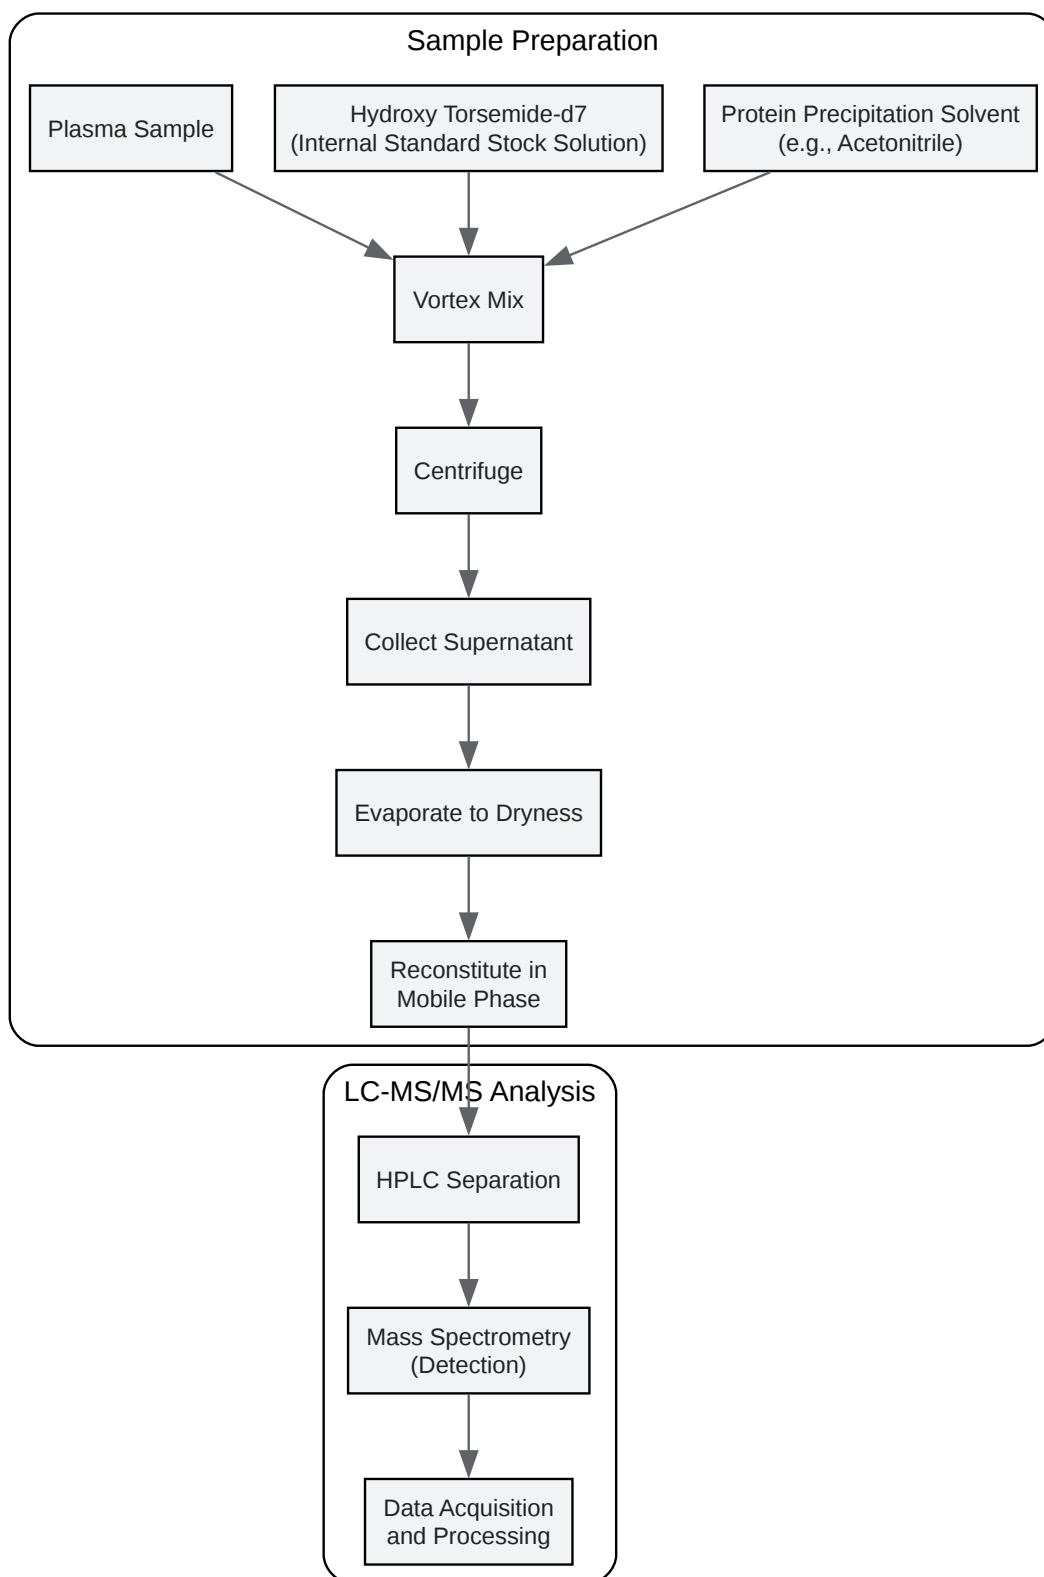 Sample Preparation
Plasma Sample
Hydroxy Torsemide-d7
(Internal Standard Stock Solution)
Protein Precipitation Solvent
(e.g., Acetonitrile)
Vortex Mix
Centrifuge
Collect Supernatant
Evaporate to Dryness
Reconstitute in
Mobile Phase
LC-MS/MS Analysis
HPLC Separation
Mass Spectrometry
(Detection)
Data Acquisition
and Processing